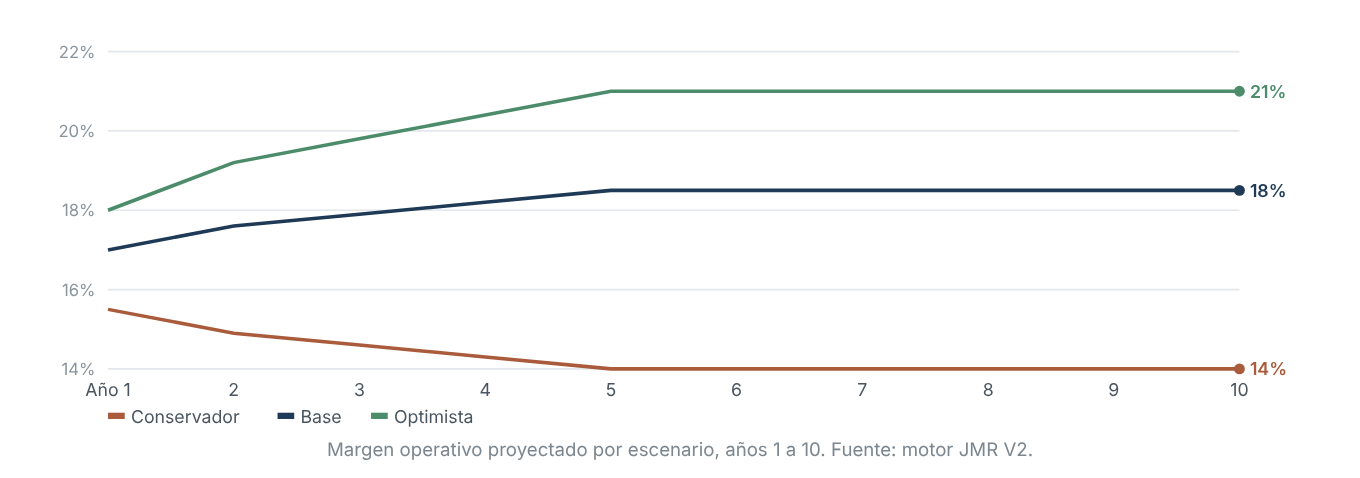 22%
21%
20%
18%
18%
16%
14%
14%
Año 1 2 3 4 5 6 7 8 9 10
Conservador Base Optimista
Margen operativo proyectado por escenario, años 1 a 10. Fuente: motor JMR V2.